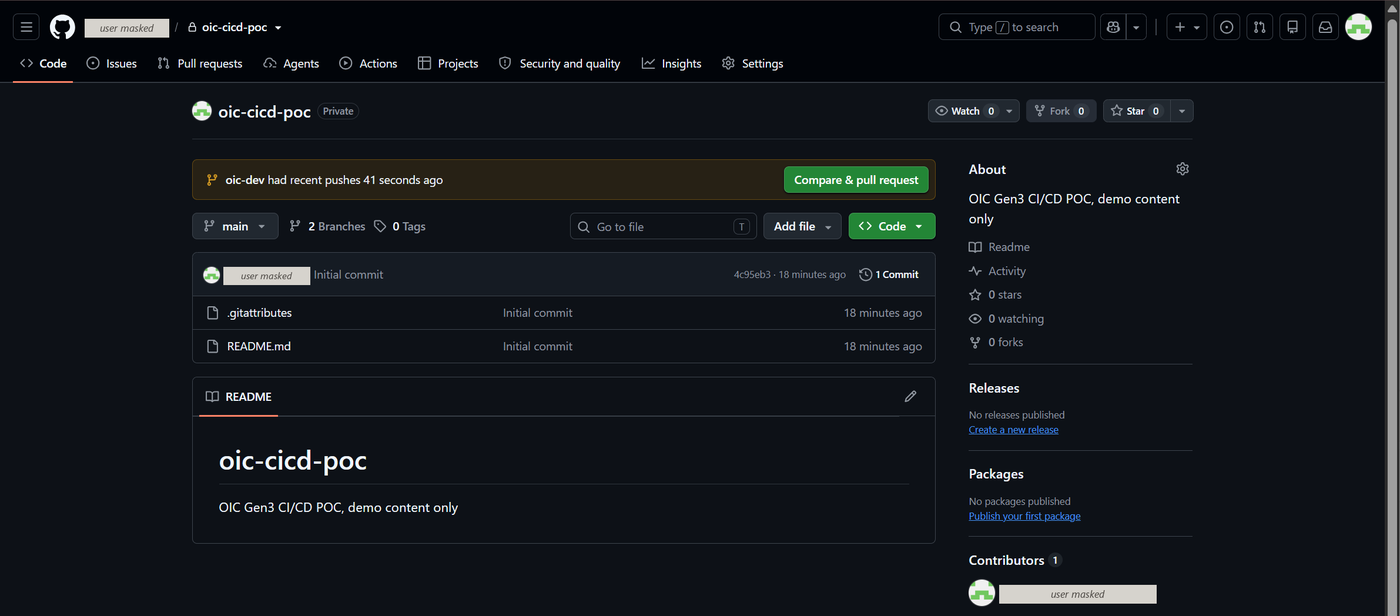 user masked / oic-cicd-poc
Type / to search
Code Issues Pull requests Agents Actions Projects Security and quality Insights Settings
oic-cicd-poc Private
Watch 0 Fork 0 Star 0
oic-dev had recent pushes 41 seconds ago Compare & pull request
main 2 Branches 0 Tags Go to file T Add file Code
user masked Initial commit 4c95eb3 · 18 minutes ago 1 Commit
.gitattributes Initial commit 18 minutes ago
README.md Initial commit 18 minutes ago
README
oic-cicd-poc
OIC Gen3 CI/CD POC, demo content only
About
OIC Gen3 CI/CD POC, demo content
only
Readme
Activity
0 stars
0 watching
0 forks
Releases
No releases published
Create a new release
Packages
No packages published
Publish your first package
Contributors 1
user masked